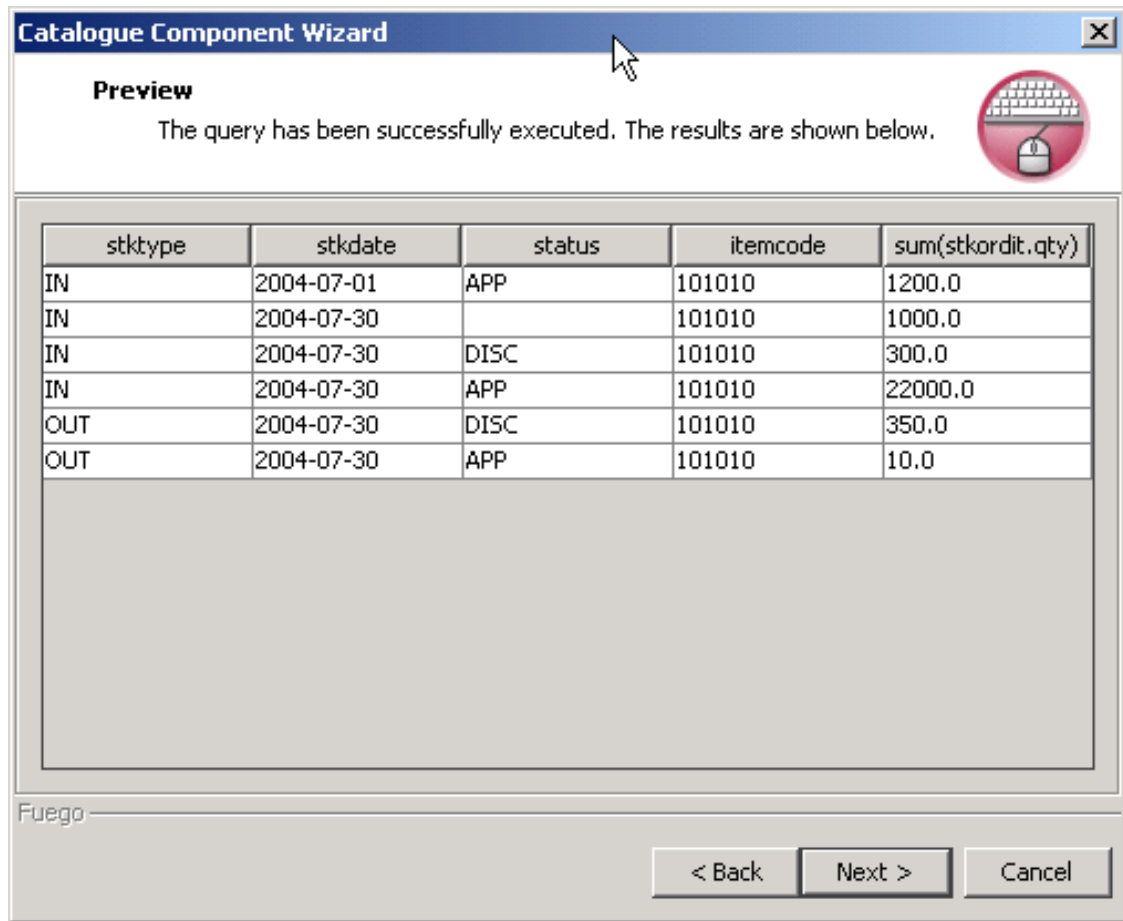 Catalogue Component Wizard
Preview
The query has been successfully executed. The results are shown below.
stktype stkdate status itemcode sum(stkordit.qty)
IN 2004-07-01 APP 101010 1200.0
IN 2004-07-30 101010 1000.0
IN 2004-07-30 DISC 101010 300.0
IN 2004-07-30 APP 101010 22000.0
OUT 2004-07-30 DISC 101010 350.0
OUT 2004-07-30 APP 101010 10.0
Fuego
< Back Next > Cancel